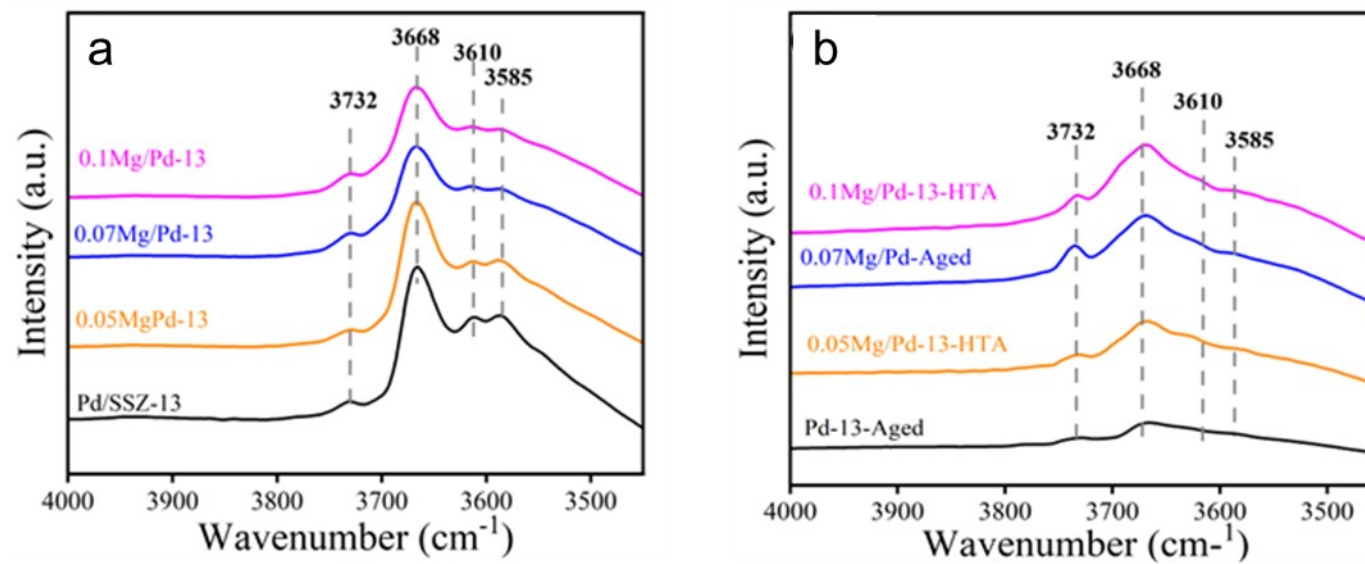 a
3668
3610
3585
3732
0.1Mg/Pd-13
0.07Mg/Pd-13
0.05MgPd-13
Pd/SSZ-13
Intensity (a.u.)
4000 3900 3800 3700 3600 3500
Wavenumber (cm-1)
b
3668
3610
3732
3585
0.1Mg/Pd-13-HTA
0.07Mg/Pd-Aged
0.05Mg/Pd-13-HTA
Pd-13-Aged
Intensity (a.u.)
4000 3900 3800 3700 3600 3500
Wavenumber (cm-1)